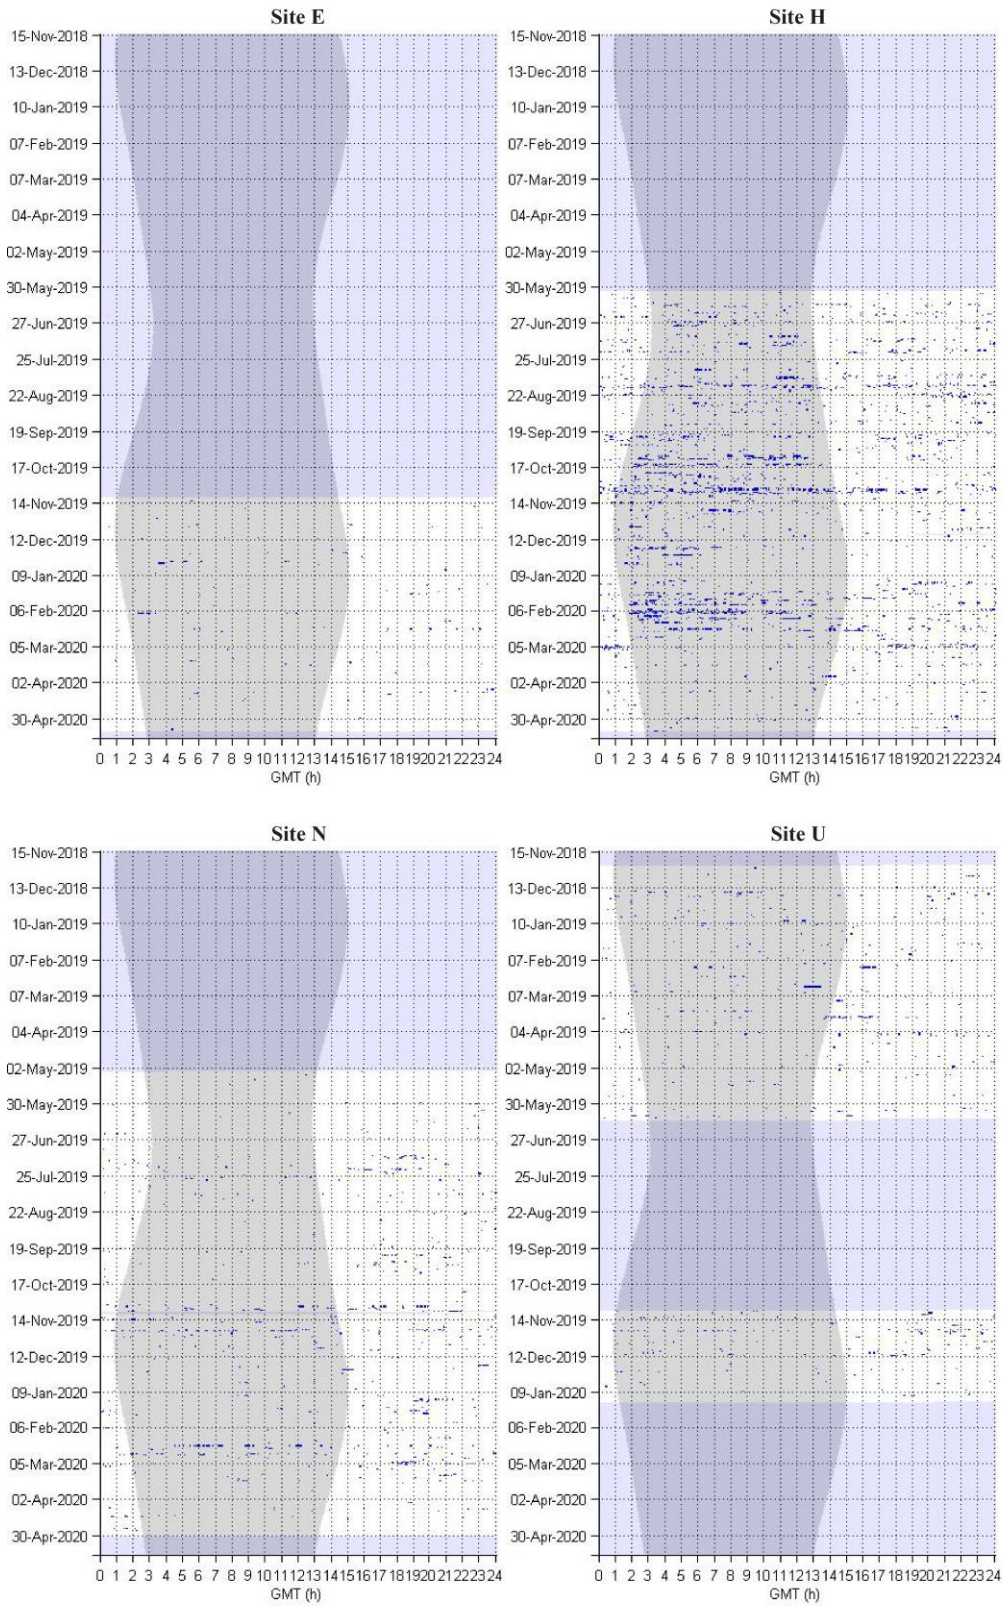 Site E
15-Nov-2018
13-Dec-2018
10-Jan-2019
07-Feb-2019
07-Mar-2019
04-Apr-2019
02-May-2019
30-May-2019
27-Jun-2019
25-Jul-2019
22-Aug-2019
19-Sep-2019
17-Oct-2019
14-Nov-2019
12-Dec-2019
09-Jan-2020
06-Feb-2020
05-Mar-2020
02-Apr-2020
30-Apr-2020
0 1 2 3 4 5 6 7 8 9 10 11 12 13 14 15 16 17 18 19 20 21 22 23 24
GMT (h)
Site H
15-Nov-2018
13-Dec-2018
10-Jan-2019
07-Feb-2019
07-Mar-2019
04-Apr-2019
02-May-2019
30-May-2019
27-Jun-2019
25-Jul-2019
22-Aug-2019
19-Sep-2019
17-Oct-2019
14-Nov-2019
12-Dec-2019
09-Jan-2020
06-Feb-2020
05-Mar-2020
02-Apr-2020
30-Apr-2020
0 1 2 3 4 5 6 7 8 9 10 11 12 13 14 15 16 17 18 19 20 21 22 23 24
GMT (h)
Site N
15-Nov-2018
13-Dec-2018
10-Jan-2019
07-Feb-2019
07-Mar-2019
04-Apr-2019
02-May-2019
30-May-2019
27-Jun-2019
25-Jul-2019
22-Aug-2019
19-Sep-2019
17-Oct-2019
14-Nov-2019
12-Dec-2019
09-Jan-2020
06-Feb-2020
05-Mar-2020
02-Apr-2020
30-Apr-2020
0 1 2 3 4 5 6 7 8 9 10 11 12 13 14 15 16 17 18 19 20 21 22 23 24
GMT (h)
Site U
15-Nov-2018
13-Dec-2018
10-Jan-2019
07-Feb-2019
07-Mar-2019
04-Apr-2019
02-May-2019
30-May-2019
27-Jun-2019
25-Jul-2019
22-Aug-2019
19-Sep-2019
17-Oct-2019
14-Nov-2019
12-Dec-2019
09-Jan-2020
06-Feb-2020
05-Mar-2020
02-Apr-2020
30-Apr-2020
0 1 2 3 4 5 6 7 8 9 10 11 12 13 14 15 16 17 18 19 20 21 22 23 24
GMT (h)